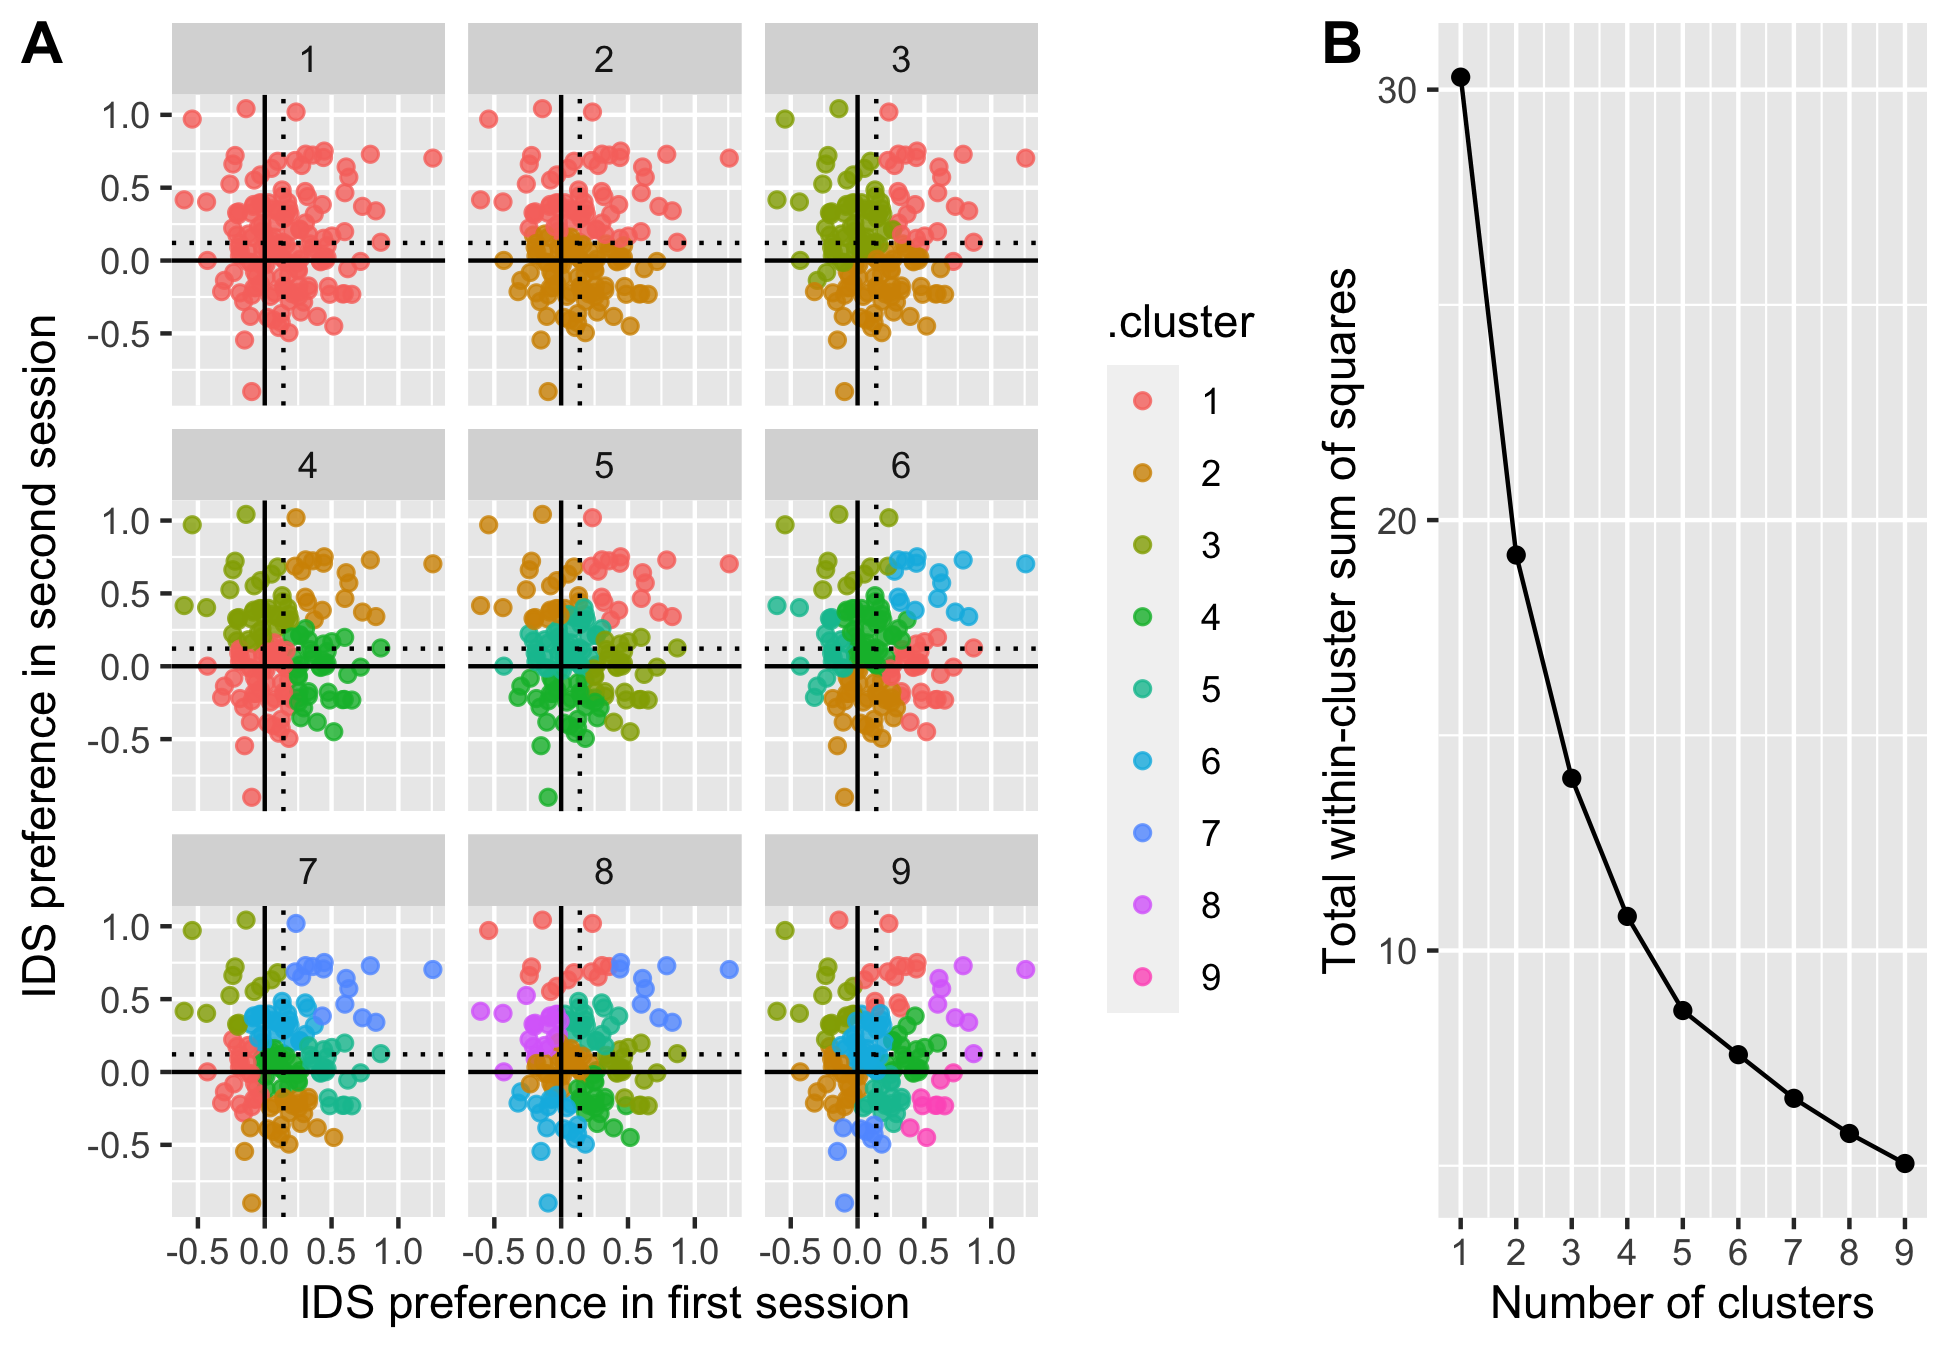 A
1 2 3
1.0
0.5
0.0
-0.5
4 5 6
1.0
0.5
0.0
-0.5
7 8 9
1.0
0.5
0.0
-0.5
-0.5 0.0 0.5 1.0 -0.5 0.0 0.5 1.0 -0.5 0.0 0.5 1.0
IDS preference in first session
IDS preference in second session
.cluster
1
2
3
4
5
6
7
8
9
B
30
20
10
1 2 3 4 5 6 7 8 9
Number of clusters
Total within-cluster sum of squares